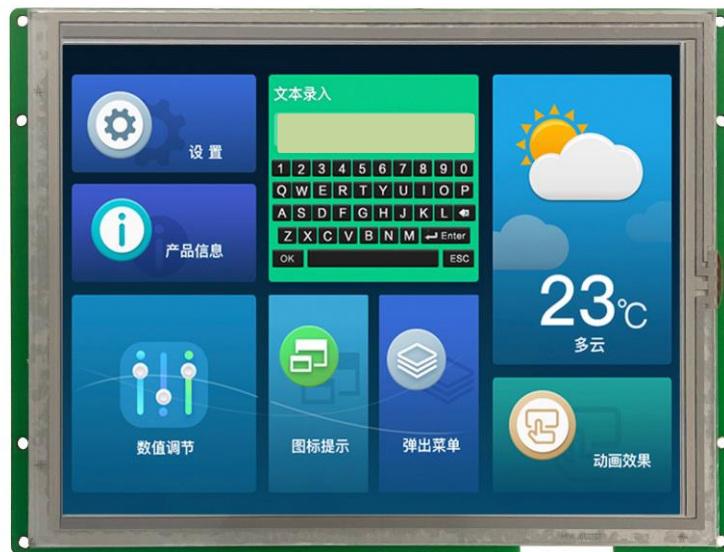 设 置
产品信息
数值调节
文本录入
1 2 3 4 5 6 7 8 9 0
Q W E R T Y U I O P
A S D F G H J K L
Z X C V B N M Enter
OK ESC
图标提示
弹出菜单
23℃
多云
动画效果